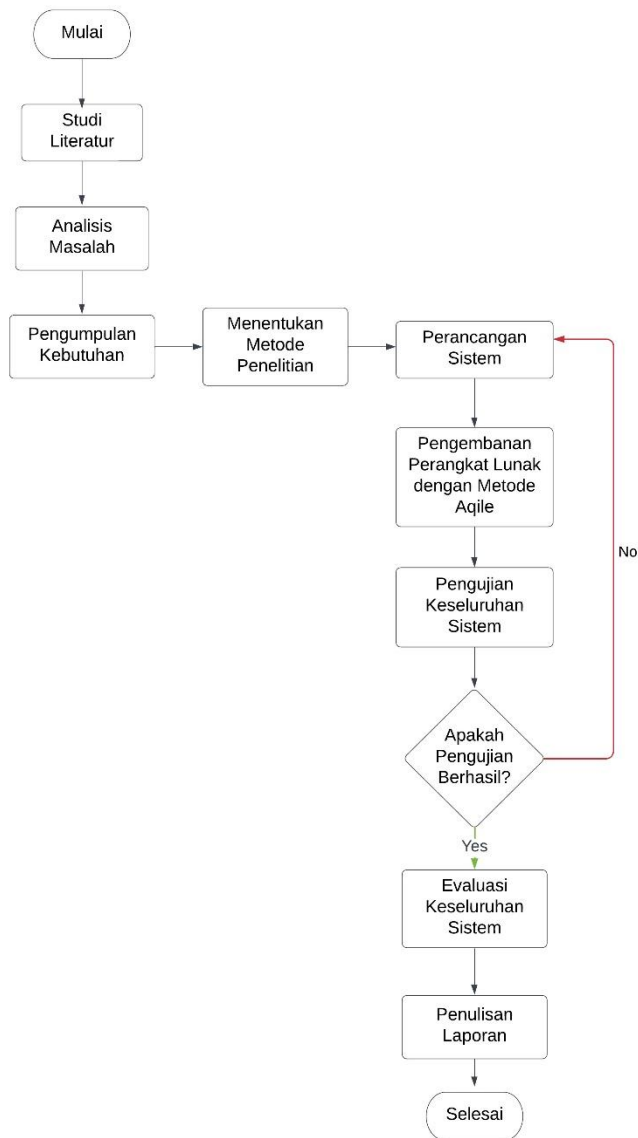 Mulai
Studi
Literatur
Analisis
Masalah
Pengumpulan
Kebutuhan
Menentukan
Metode
Penelitian
Perancangan
Sistem
Pengembanan
Perangkat Lunak
dengan Metode
Aqile
No
Pengujian
Keseluruhan
Sistem
Apakah
Pengujian
Berhasil?
Yes
Evaluasi
Keseluruhan
Sistem
Penulisan
Laporan
Selesai